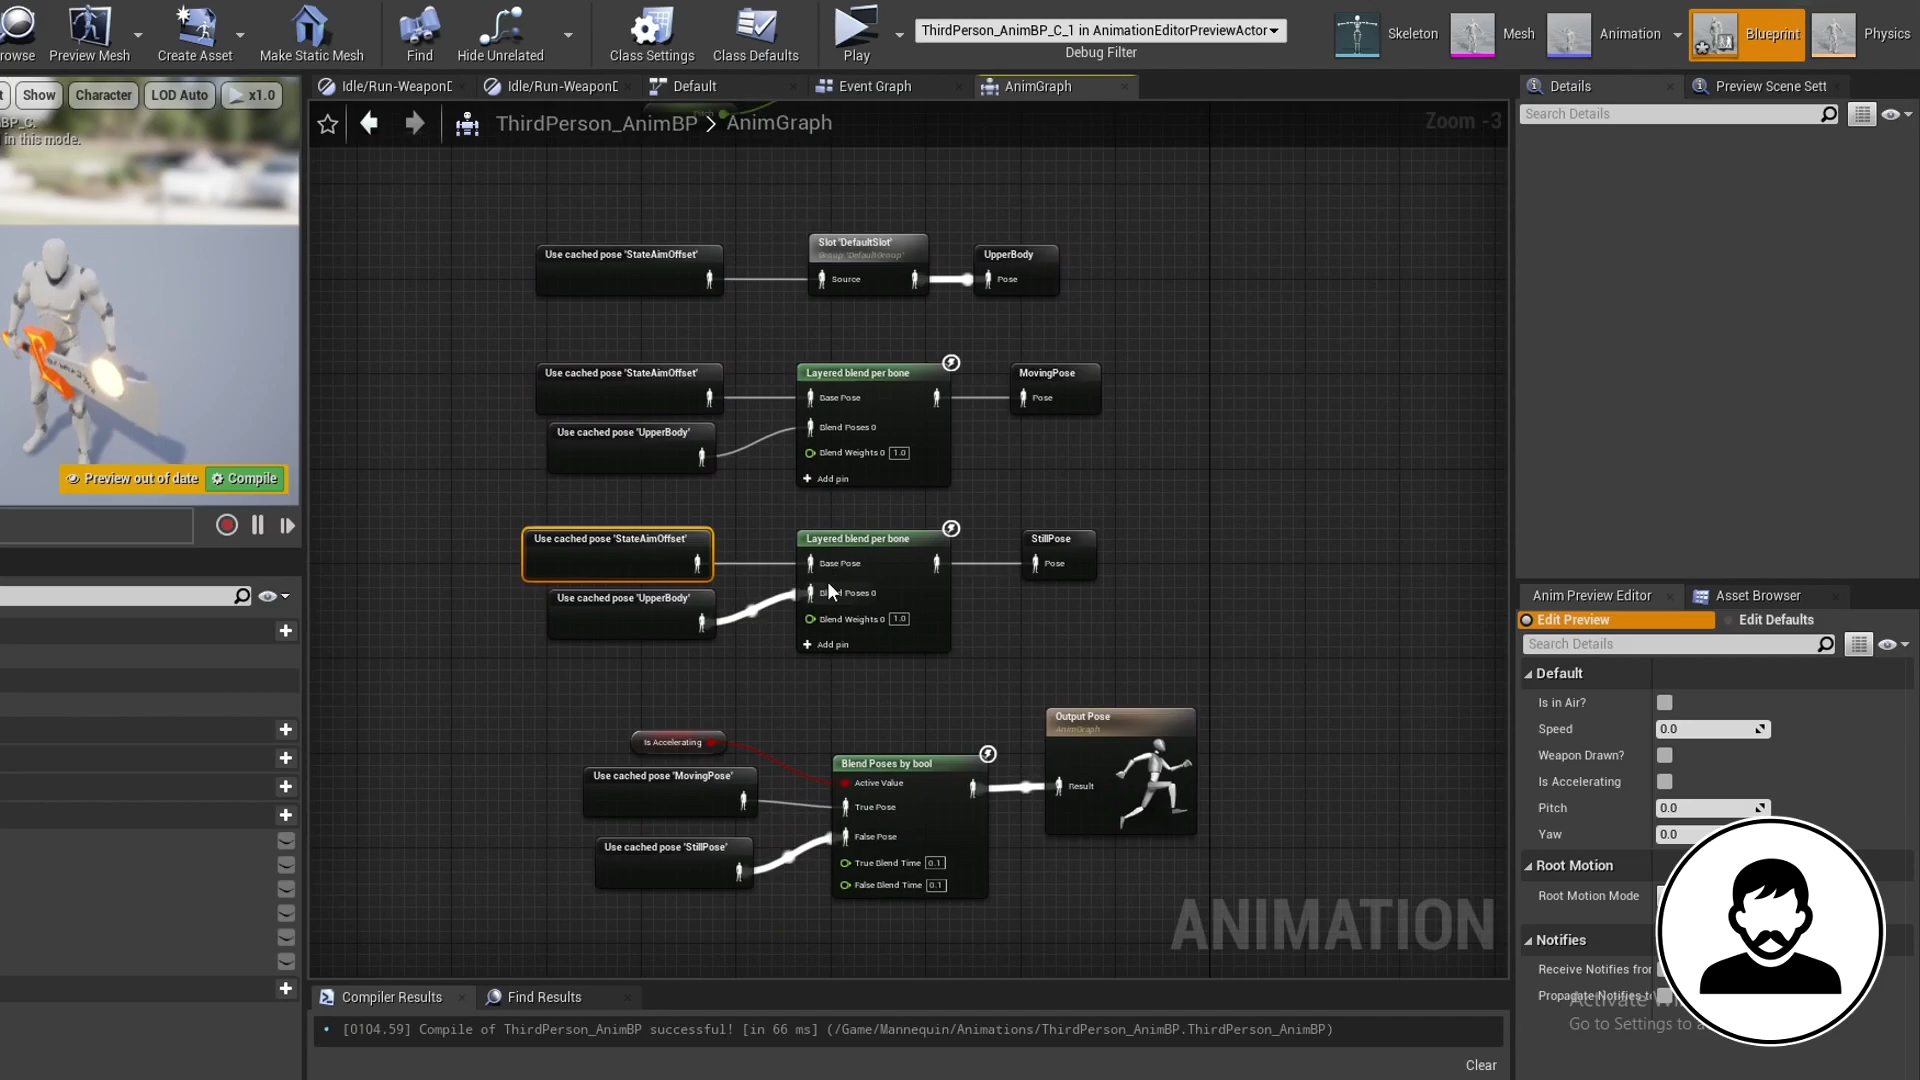 rowse
Preview Mesh
Create Asset
Make Static Mesh
Find
Hide Unrelated
Class Settings
Class Defaults
Play
ThirdPerson_AnimBP_C_1 in AnimationEditorPreviewActor
Debug Filter
Skeleton
Mesh
Animation
Blueprint
Physics
Show
Character
LOD Auto
x1.0
BP_C.
in this mode.
Idle/Run-Weapon
Idle/Run-Weapon
Default
Event Graph
AnimGraph
ThirdPerson_AnimBP > AnimGraph
Zoom -3
Details
Preview Scene Sett
Search Details
Use cached pose 'StateAimOffset'
Slot 'DefaultSlot'
Group 'DefaultGroup'
Source
UpperBody
Pose
Use cached pose 'StateAimOffset'
Layered blend per bone
Base Pose
Blend Poses 0
Blend Weights 0 1.0
Add pin
MovingPose
Pose
Use cached pose 'UpperBody'
Preview out of date
Compile
Use cached pose 'StateAimOffset'
Layered blend per bone
Base Pose
Poses 0
Blend Weights 0 1.0
Add pin
StillPose
Pose
Use cached pose 'UpperBody'
Is Accelerating
Use cached pose 'MovingPose'
Use cached pose 'StillPose'
Blend Poses by bool
Active Value
True Pose
False Pose
True Blend Time 0.1
False Blend Time 0.1
Output Pose
AnimGraph
Result
ANIMATION
Anim Preview Editor
Asset Browser
Edit Preview
Edit Defaults
Search Details
Default
Is in Air?
Speed 0.0
Weapon Drawn?
Is Accelerating
Pitch 0.0
Yaw 0.0
Root Motion
Root Motion Mode
Notifies
Receive Notifies from
Propagate Notifies t
Activate W
Go to Settings to a
Compiler Results
Find Results
[0104.59] Compile of ThirdPerson_AnimBP successful! [in 66 ms] (/Game/Mannequin/Animations/ThirdPerson_AnimBP.ThirdPerson_AnimBP)
Clear